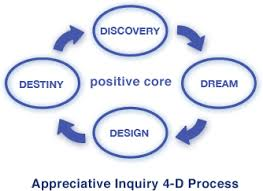 DISCOVERY
DESTINY positive core DREAM
DESIGN
Appreciative Inquiry 4-D Process